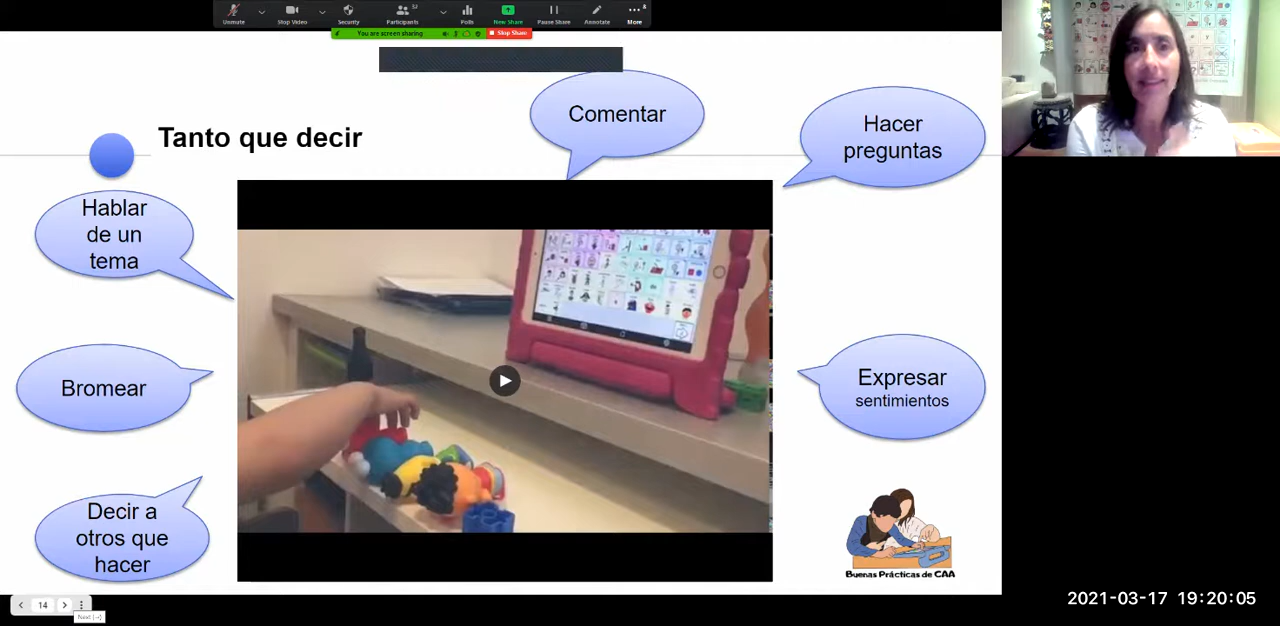 Unmute
Stop Video
Security
Participants
Polls
New Share
Pause Share
Annotate
More
You are screen sharing
Stop Share
Tanto que decir
Comentar
Hacer
preguntas
Hablar
de un
tema
Bromear
Expresar
sentimientos
Decir a
otros que
hacer
Buenas Prácticas de CAA
14
2021-03-17 19:20:05